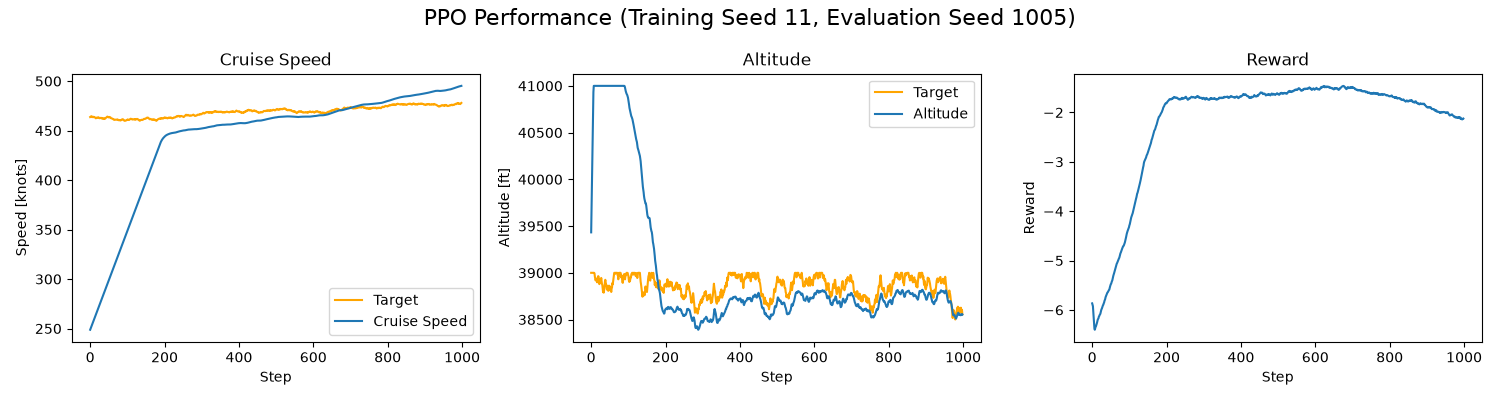 PPO Performance (Training Seed 11, Evaluation Seed 1005)
Cruise Speed
Speed [knots]
500
450
400
350
300
250
Target
Cruise Speed
0 200 400 600 800 1000
Step
Altitude
Altitude [ft]
41000
40500
40000
39500
39000
38500
Target
Altitude
0 200 400 600 800 1000
Step
Reward
Reward
−2
−3
−4
−5
−6
0 200 400 600 800 1000
Step